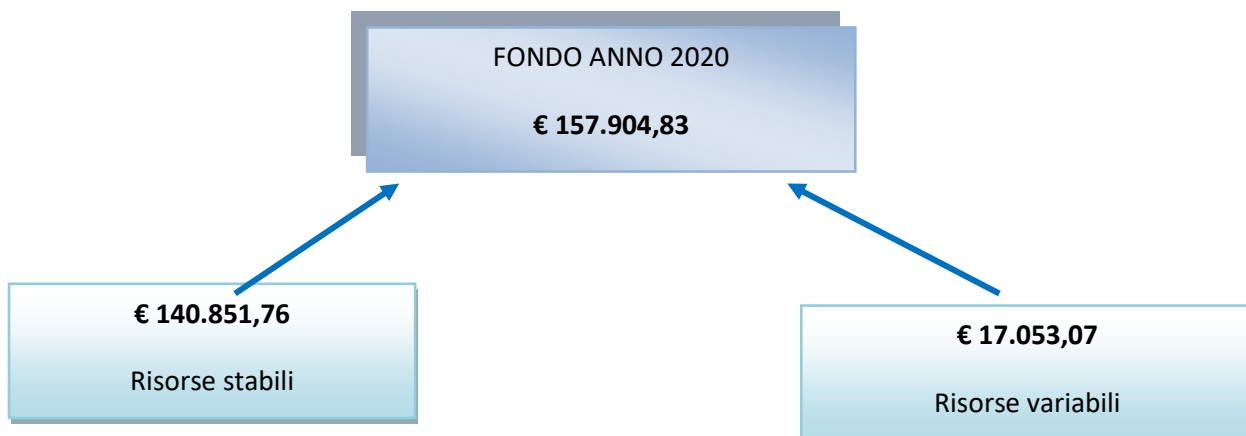 FONDO ANNO 2020
€ 157.904,83
€ 140.851,76
Risorse stabili
€ 17.053,07
Risorse variabili